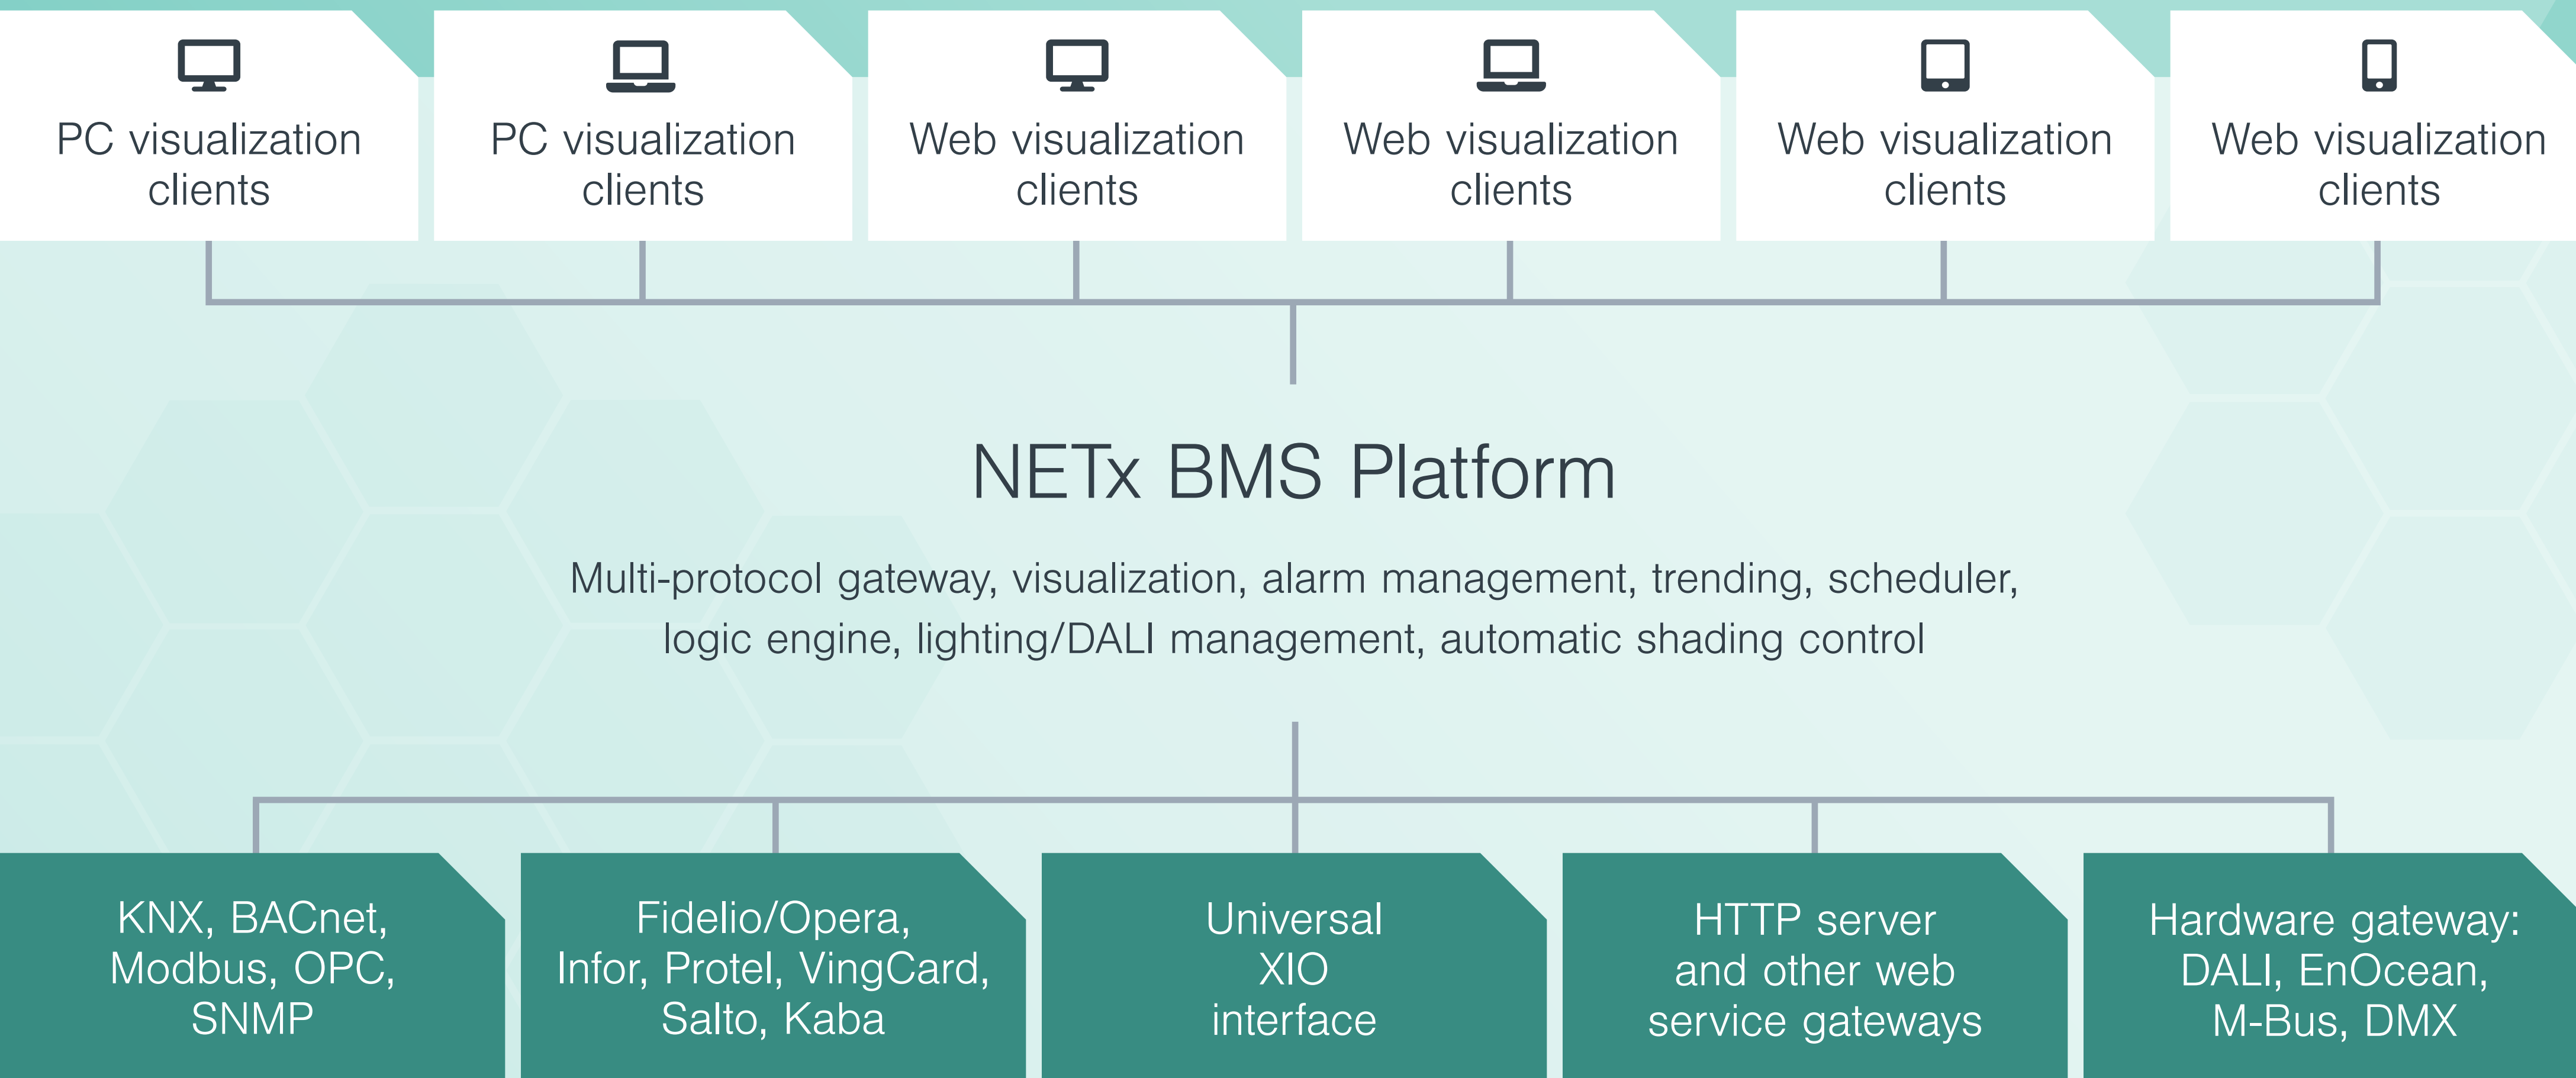 PC visualization
clients
PC visualization
clients
Web visualization
clients
Web visualization
clients
Web visualization
clients
Web visualization
clients
NETx BMS Platform
Multi-protocol gateway, visualization, alarm management, trending, scheduler,
logic engine, lighting/DALI management, automatic shading control
KNX, BACnet,
Modbus, OPC,
SNMP
Fidelio/Opera,
Infor, Protel, VingCard,
Salto, Kaba
Universal
XIO
interface
HTTP server
and other web
service gateways
Hardware gateway:
DALI, EnOcean,
M-Bus, DMX